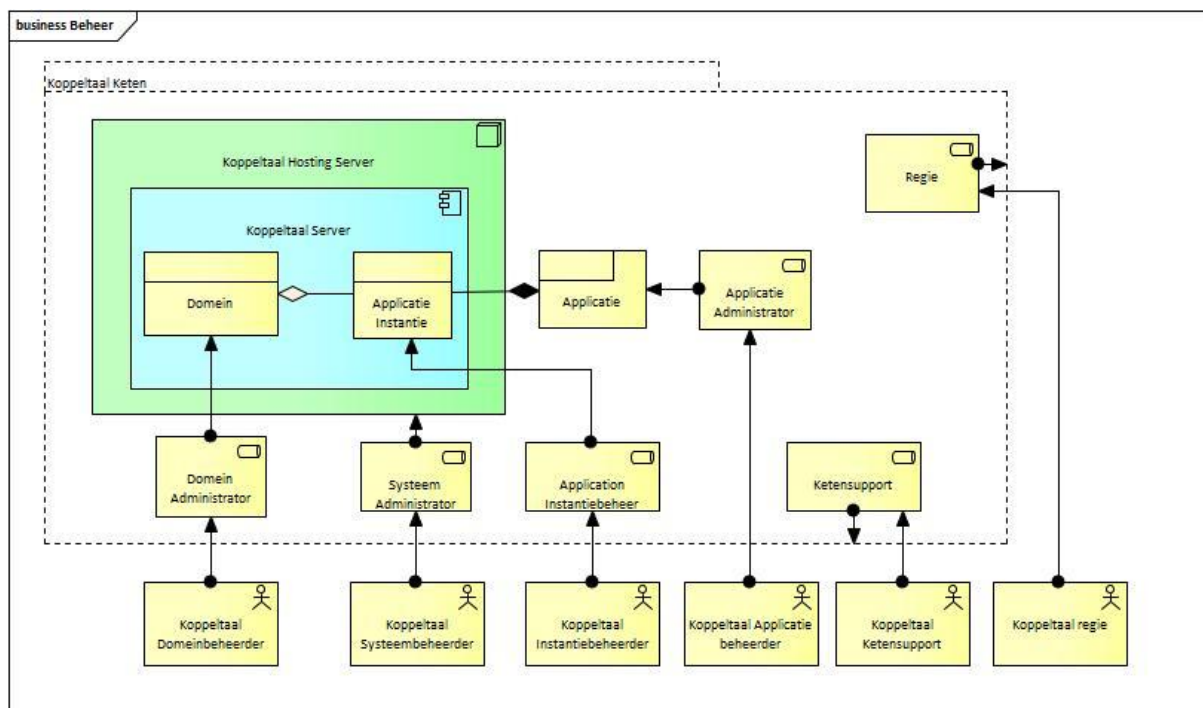 business Beheer
Koppeltaal Keten
Koppeltaal Hosting Server
Regie
Koppeltaal Server
Domein
Applicatie
Instantie
Applicatie
Applicatie
Administrator
Domein
Administrator
Systeem
Administrator
Application
Instantiebeheer
Ketensupport
Koppeltaal
Domeinbeheerder
Koppeltaal
Systeembeheerder
Koppeltaal
Instantiebeheerder
Koppeltaal Applicatie
beheerder
Koppeltaal
Ketensupport
Koppeltaal regie